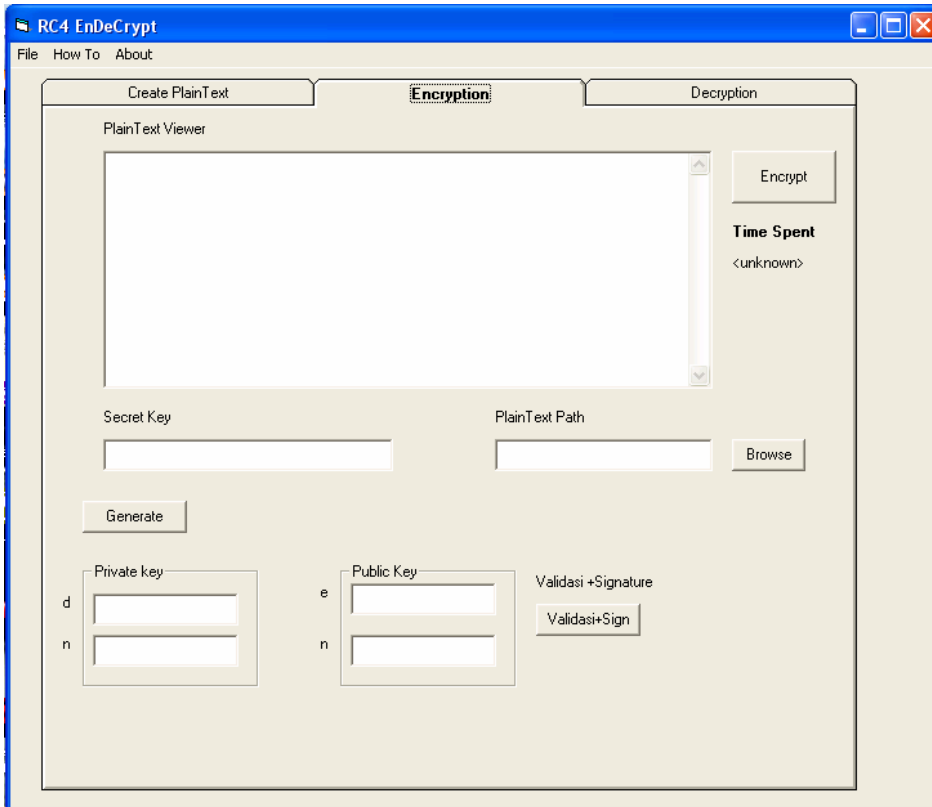 RC4 EnDeCrypt
File How To About
Create PlainText Encryption Decryption
PlainText Viewer
Encrypt
Time Spent
<unknown>
Secret Key PlainText Path
Browse
Generate
Private key Public Key
d e Validasi +Signature
n n Validasi+Sign